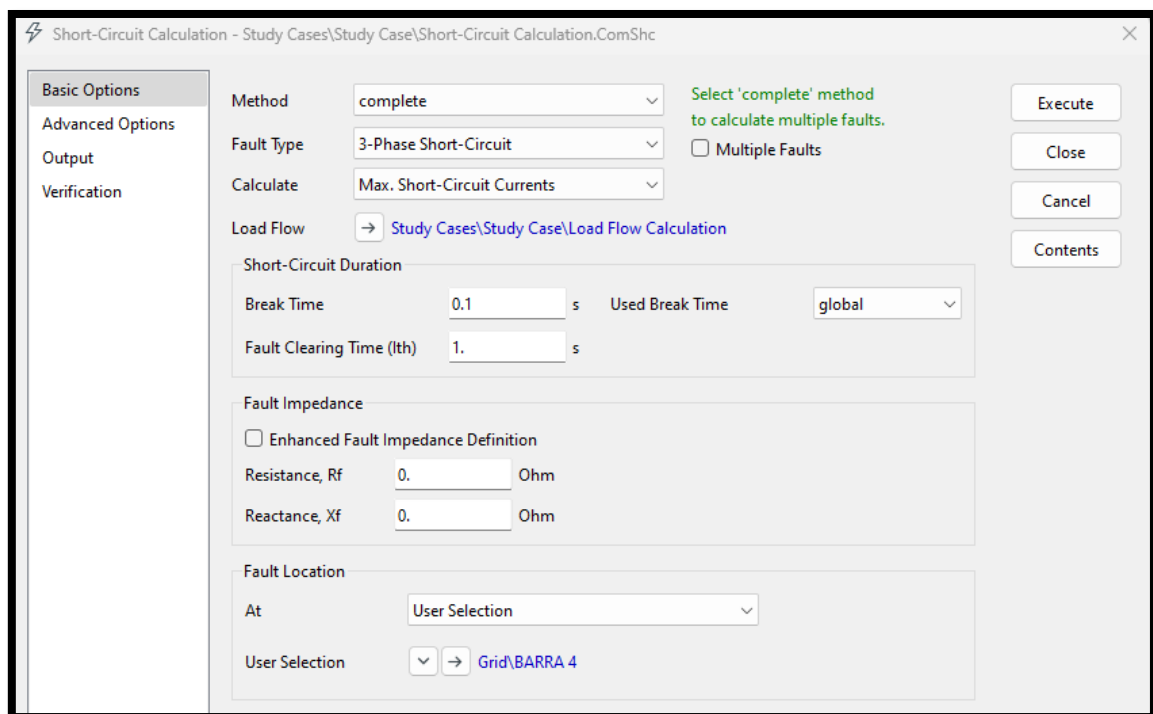 Short-Circuit Calculation - Study Cases\Study Case\Short-Circuit Calculation.ComShc
Basic Options
Advanced Options
Output
Verification
Method complete
Select 'complete' method
to calculate multiple faults.
Fault Type 3-Phase Short-Circuit
Multiple Faults
Calculate Max. Short-Circuit Currents
Load Flow Study Cases\Study Case\Load Flow Calculation
Short-Circuit Duration
Break Time 0.1 s Used Break Time global
Fault Clearing Time (Ith) 1. s
Fault Impedance
Enhanced Fault Impedance Definition
Resistance, Rf 0. Ohm
Reactance, Xf 0. Ohm
Fault Location
At User Selection
User Selection Grid\BARRA 4
Execute
Close
Cancel
Contents